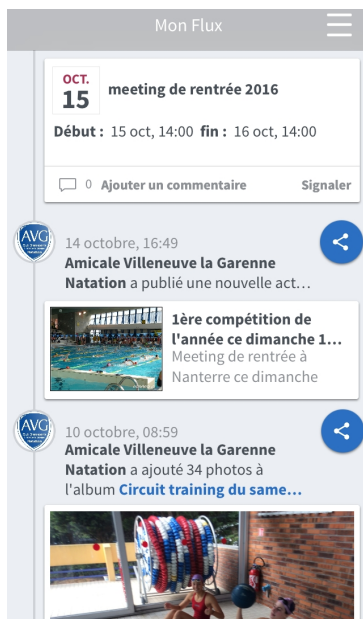 Mon Flux
OCT.
15
meeting de rentrée 2016
Début : 15 oct, 14:00 fin : 16 oct, 14:00
0 Ajouter un commentaire Signaler
AVG
14 octobre, 16:49
Amicale Villeneuve la Garenne
Natation a publié une nouvelle act…
1ère compétition de
l'année ce dimanche 1…
Meeting de rentrée à
Nanterre ce dimanche
AVG
10 octobre, 08:59
Amicale Villeneuve la Garenne
Natation a ajouté 34 photos à
l'album Circuit training du same…